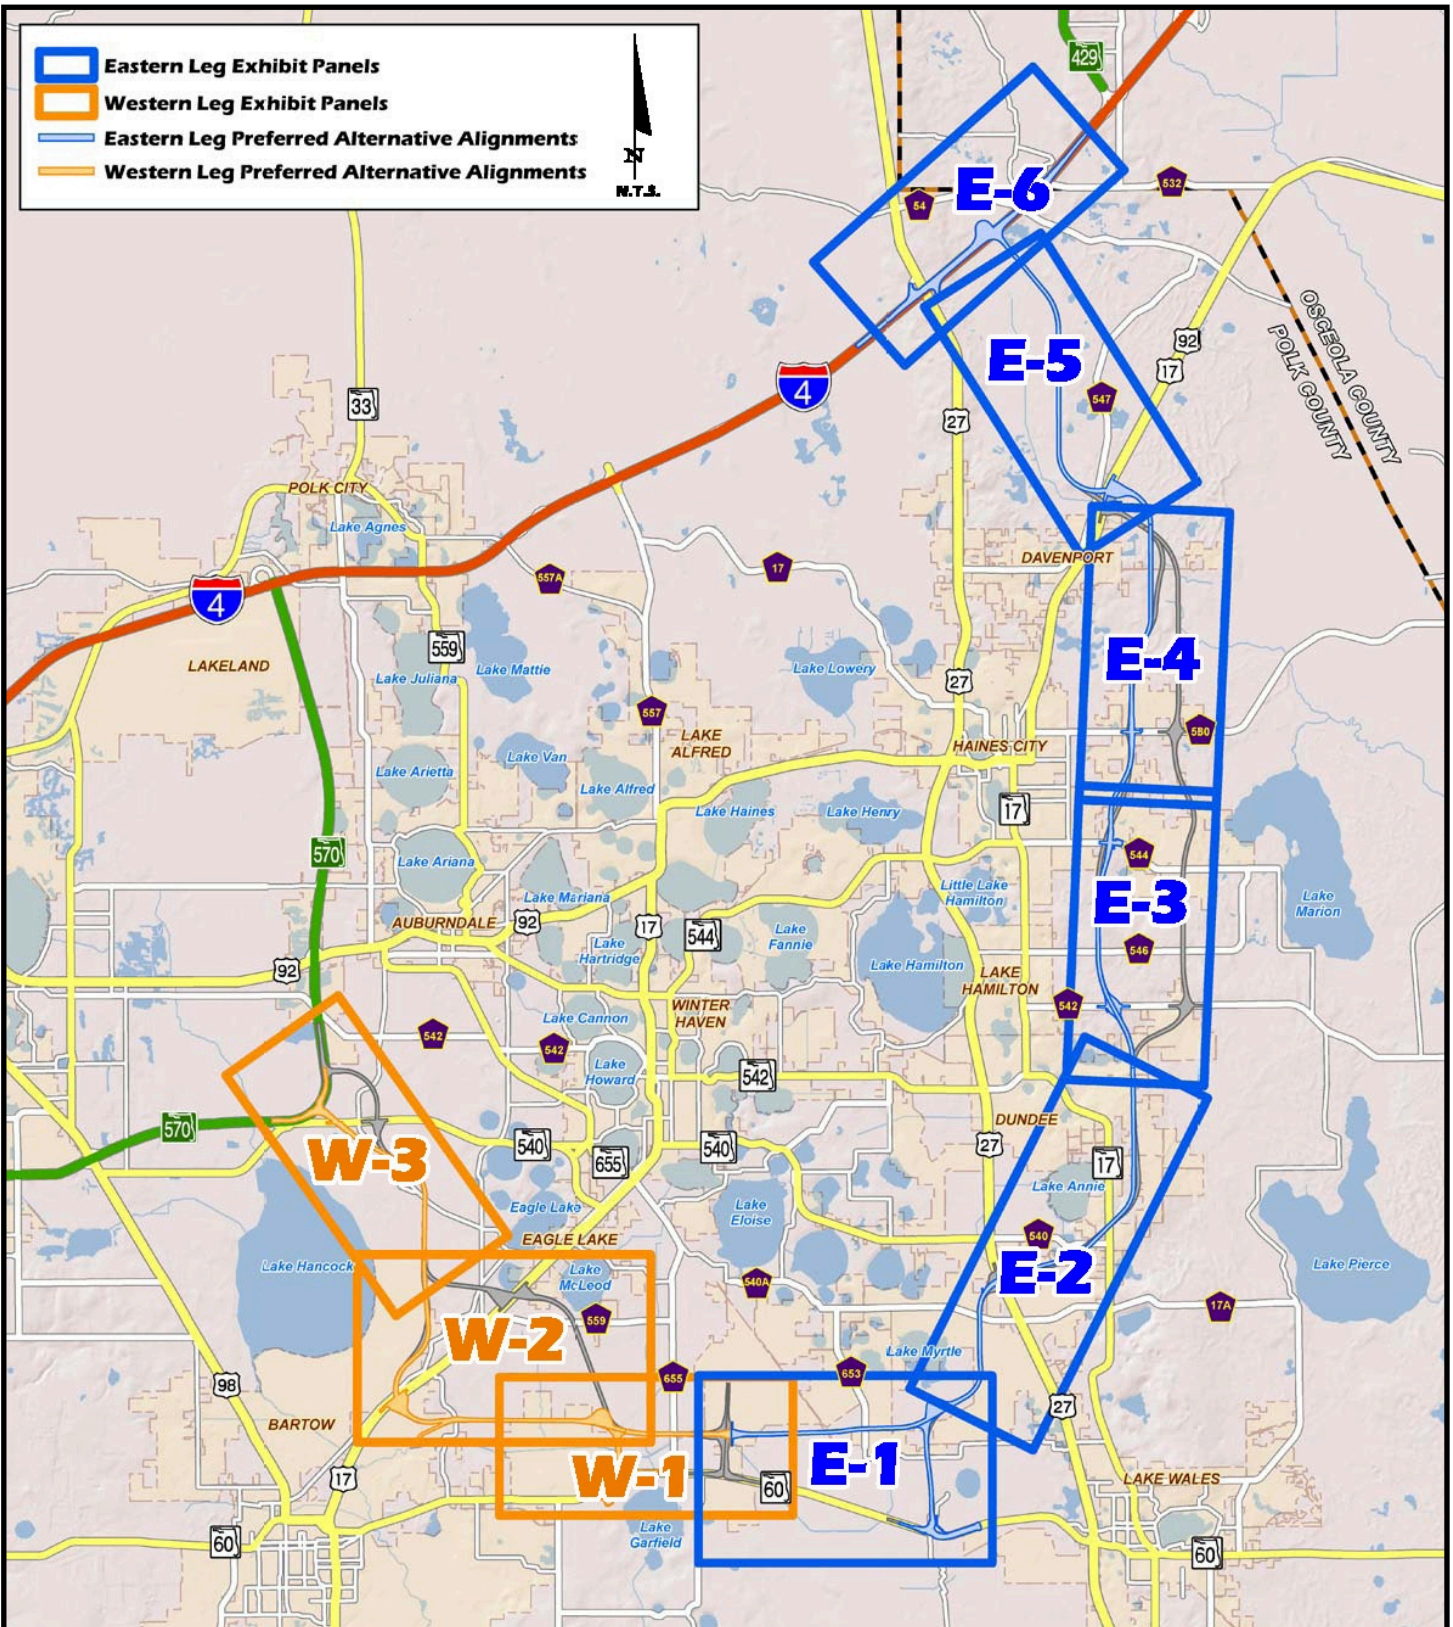 Eastern Leg Exhibit Panels
Western Leg Exhibit Panels
Eastern Leg Preferred Alternative Alignments
Western Leg Preferred Alternative Alignments
N
N.T.S.
429
E-6
532
54
OSCEOLA COUNTY
POLK COUNTY
92
17
E-5
547
4
33
27
POLK CITY
Lake Agnes
DAVENPORT
17
557A
4
559
LAKELAND
Lake Juliana
Lake Mattie
Lake Lowery
E-4
27
557
LAKE
ALFRED
580
HAINES CITY
Lake Van
Lake Arietta
Lake Alfred
Lake Haines
Lake Henry
17
570
Lake Ariana
544
Lake Mariana
Little Lake
Hamilton
E-3
Lake
Marion
AUBURNDALE
92
17
544
Lake
Fannie
Lake
Hartridge
546
92
Lake Hamilton
LAKE
HAMILTON
WINTER
HAVEN
542
Lake Cannon
542
542
Lake
Howard
542
570
DUNDEE
27
540
655
540
17
W-3
Lake Annie
Eagle Lake
Lake
Eloise
540
EAGLE LAKE
Lake Hancock
Lake
McLeod
540A
E-2
Lake Pierce
559
17A
W-2
Lake Myrtle
98
655
653
27
BARTOW
17
W-1
60
E-1
LAKE WALES
60
Lake
Garfield
60